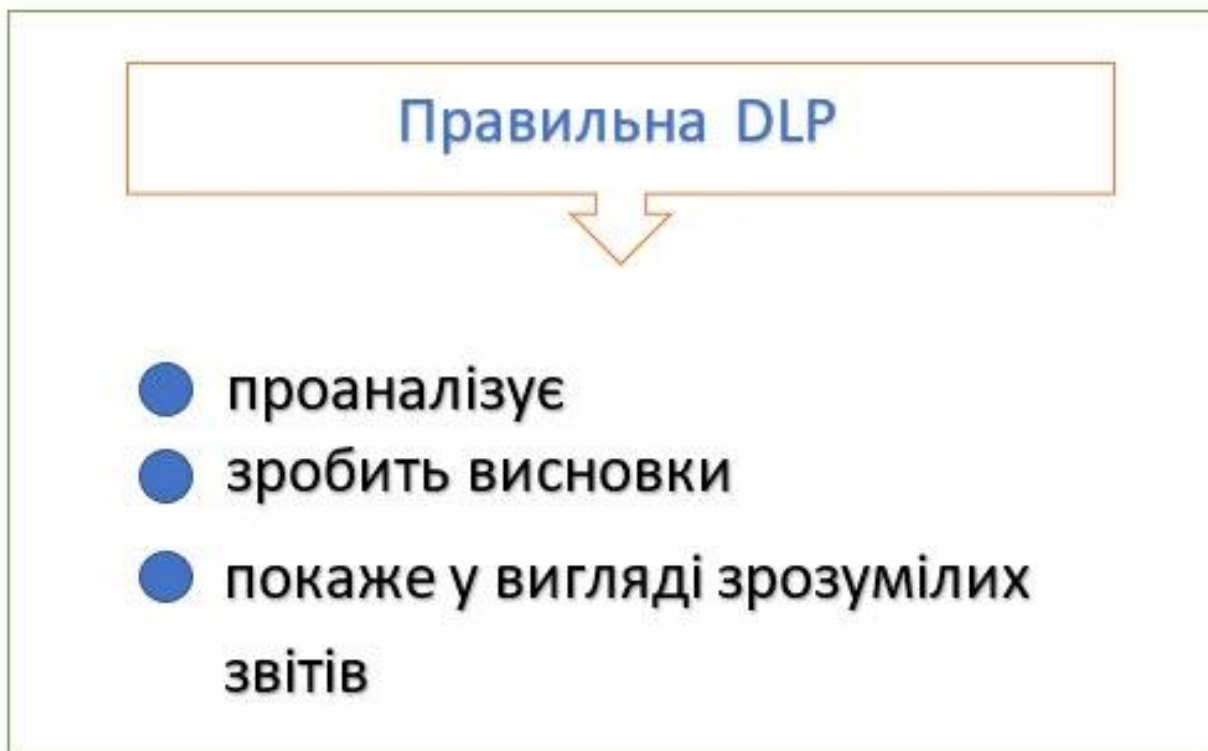 Правильна DLP
проаналізує
зробить висновки
покаже у вигляді зрозумілих
звітів